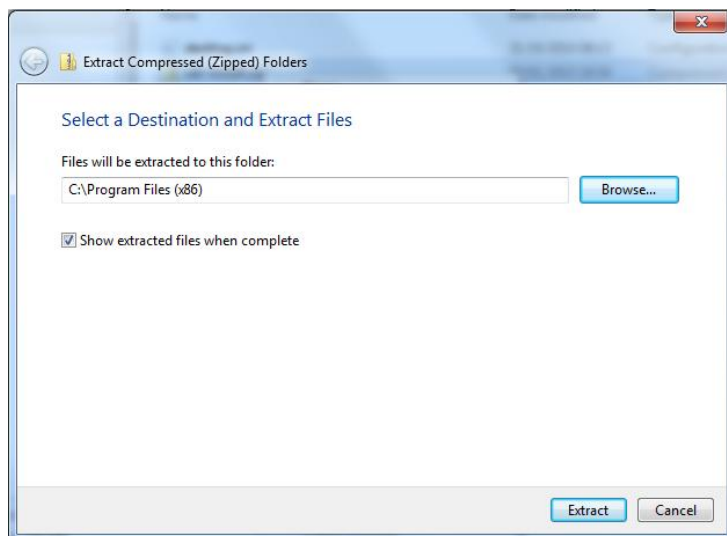 Extract Compressed (Zipped) Folders
Select a Destination and Extract Files
Files will be extracted to this folder:
C:\Program Files (x86)
Browse...
Show extracted files when complete
Extract
Cancel